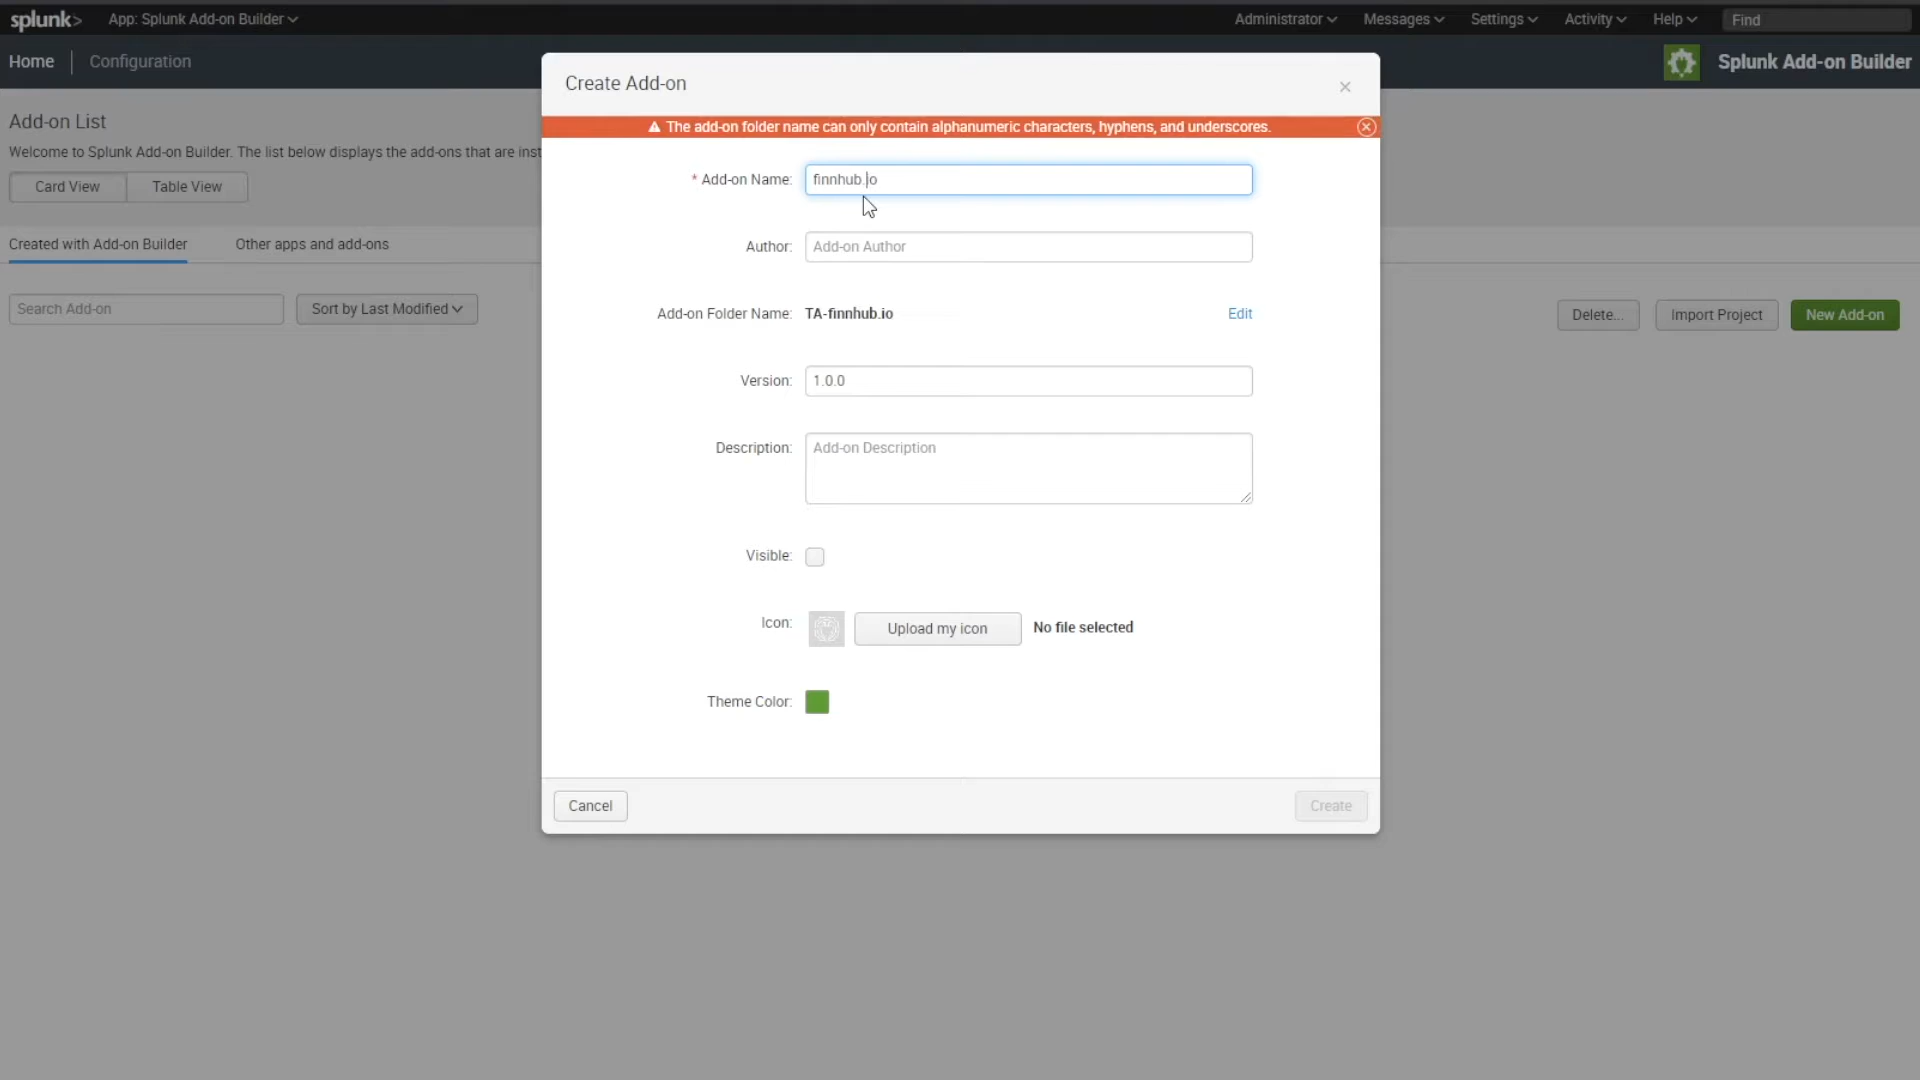 splunk> App: Splunk Add-on Builder Administrator Messages Settings Activity Help Find
Home Configuration Splunk Add-on Builder
Create Add-on
The add-on folder name can only contain alphanumeric characters, hyphens, and underscores.
Add-on List
Welcome to Splunk Add-on Builder. The list below displays the add-ons that are inst
Card View Table View
Created with Add-on Builder Other apps and add-ons
Search Add-on Sort by Last Modified
Delete... Import Project New Add-on
* Add-on Name: finnhub.io
Author: Add-on Author
Add-on Folder Name: TA-finnhub.io Edit
Version: 1.0.0
Description: Add-on Description
Visible:
Icon: Upload my icon No file selected
Theme Color:
Cancel Create